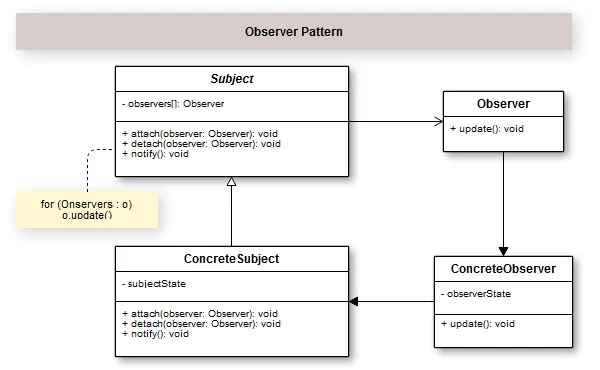 Observer Pattern
Subject
- observers[]: Observer
+ attach(observer: Observer): void
+ detach(observer: Observer): void
+ notify(): void
Observer
+ update(): void
for (Onservers : o)
o.update()
ConcreteSubject
- subjectState
+ attach(observer: Observer): void
+ detach(observer: Observer): void
+ notify(): void
ConcreteObserver
- observerState
+ update(): void